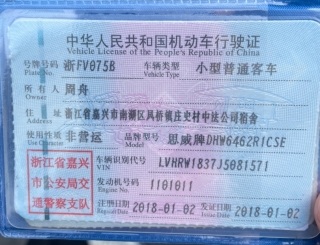 中华人民共和国机动车行驶证
Vehicle License of the People's Republic of China
号牌号码 浙FV075B 车辆类型 小型普通客车
Plate No. Vehicle Type
所有人 周舟
Owner
住址 浙江省嘉兴市南湖区凤桥镇庄史村中法公司宿舍
Address
使用性质 非营运 品牌型号 思威牌DHW6462R1CSE
Use Character Model
浙江省嘉兴
市公安局交
通警察支队
车辆识别代号 LVHRW1837J5081571
VIN
发动机号码 1101011
Engine No.
注册日期 2018-01-02 发证日期 2018-01-02
Register Date Issue Date